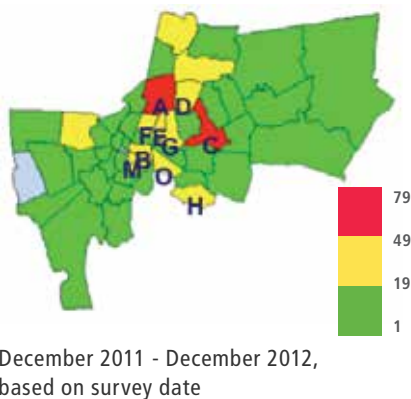 A D
F E
G
C
B
M
O
H
79
49
19
1
December 2011 - December 2012,
based on survey date